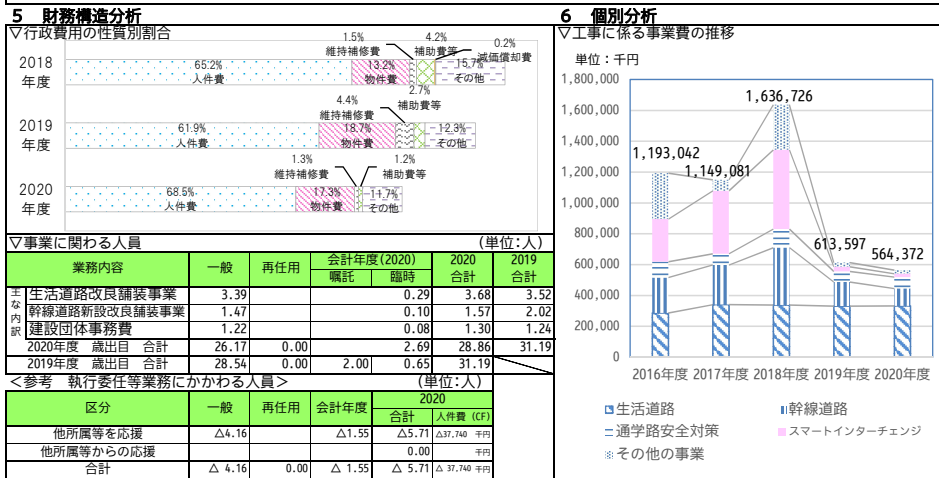 5 財務構造分析
▽行政費用の性質別割合
2018
年度
65.2%
人件費
13.2%
物件費
1.5%
維持補修費
4.2%
補助費等
0.2%
減価償却費
15.7%
その他
2019
年度
61.9%
人件費
18.7%
物件費
4.4%
維持補修費
2.7%
補助費等
12.3%
その他
2020
年度
68.5%
人件費
17.3%
物件費
1.3%
維持補修費
1.2%
補助費等
11.7%
その他
▽事業に関わる人員 (単位:人)
業務内容 一般 再任用 会計年度(2020) 2020 2019
嘱託 臨時 合計 合計
主な内訳
生活道路改良舗装事業 3.39 0.29 3.68 3.52
幹線道路新設改良舗装事業 1.47 0.10 1.57 2.02
建設団体事務費 1.22 0.08 1.30 1.24
2020年度 歳出目 合計 26.17 0.00 2.69 28.86 31.19
2019年度 歳出目 合計 28.54 0.00 2.00 0.65 31.19
<参考 執行委任等業務にかかわる人員> (単位:人)
区分 一般 再任用 会計年度 2020
合計 人件費 (CF)
他所属等を応援 △4.16 △1.55 △5.71 △37,740 千円
他所属等からの応援 0.00 千円
合計 △ 4.16 0.00 △ 1.55 △ 5.71 △ 37,740 千円
6 個別分析
▽工事に係る事業費の推移
単位:千円
1,800,000
1,600,000
1,400,000
1,200,000
1,000,000
800,000
600,000
400,000
200,000
0
1,193,042
1,149,081
1,636,726
613,597
564,372
2016年度 2017年度 2018年度 2019年度 2020年度
生活道路 幹線道路
通学路安全対策 スマートインターチェンジ
その他の事業